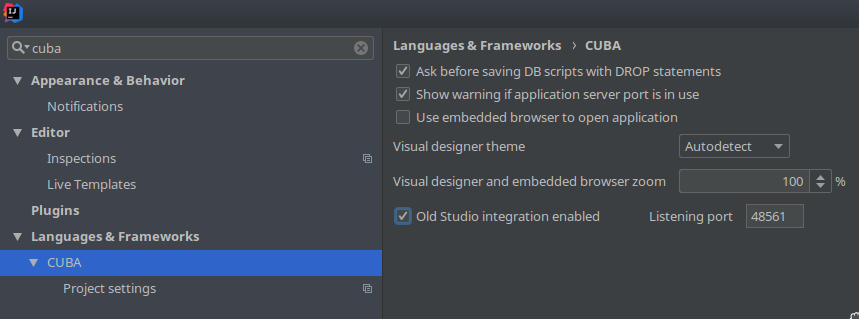 IJ
cuba
Appearance & Behavior
Notifications
Editor
Inspections
Live Templates
Plugins
Languages & Frameworks
CUBA
Project settings
Languages & Frameworks › CUBA
Ask before saving DB scripts with DROP statements
Show warning if application server port is in use
Use embedded browser to open application
Visual designer theme Autodetect
Visual designer and embedded browser zoom 100 %
Old Studio integration enabled Listening port 48561